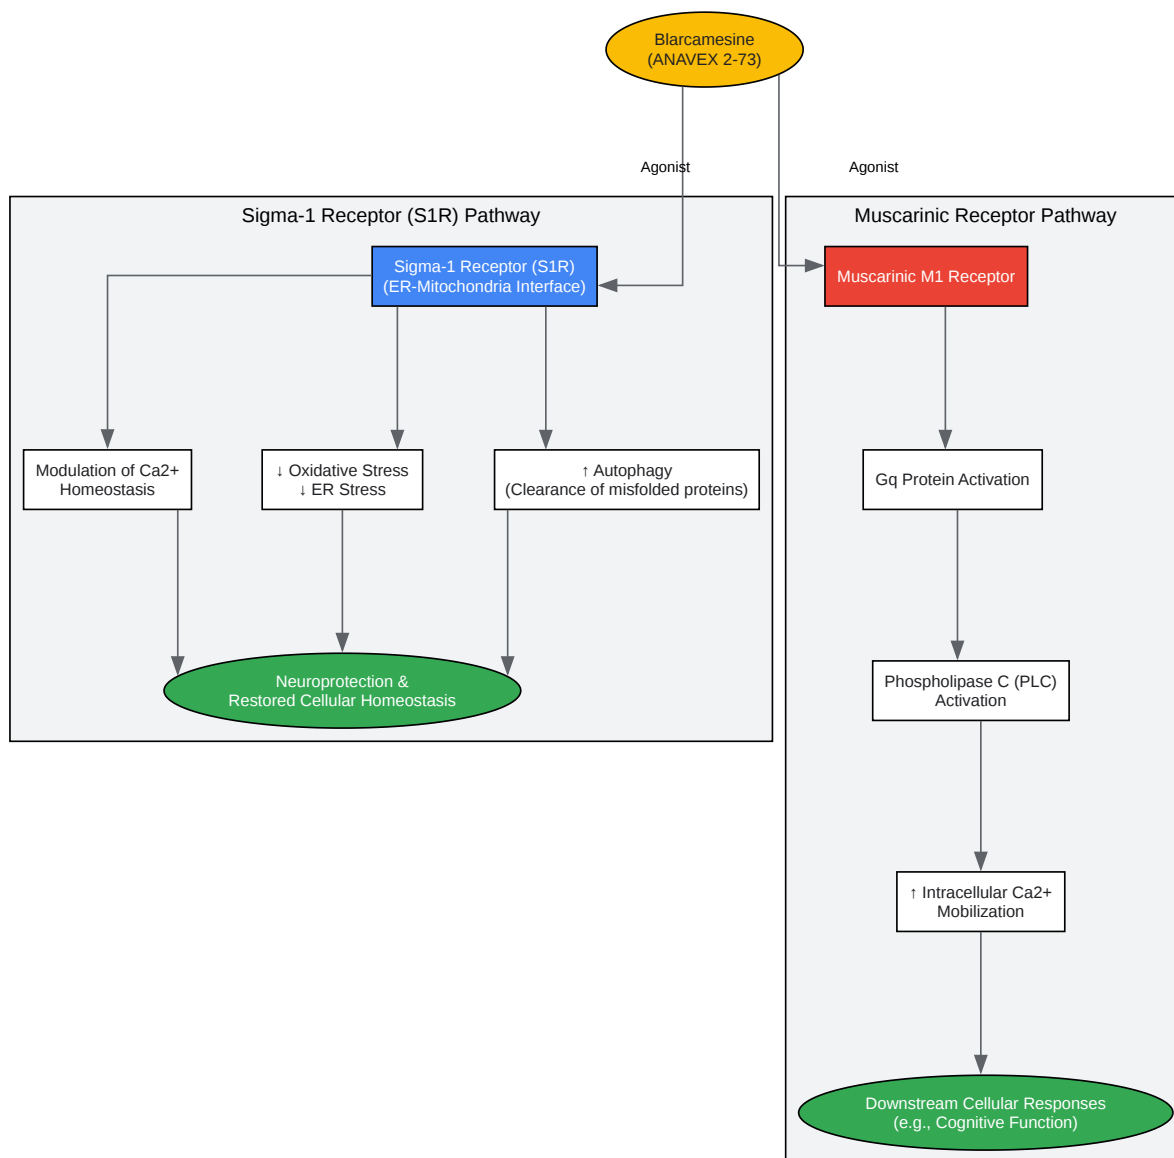 Blarcamesine
(ANAVEX 2-73)
Agonist
Agonist
Sigma-1 Receptor (S1R) Pathway
Sigma-1 Receptor (S1R)
(ER-Mitochondria Interface)
Modulation of Ca2+
Homeostasis
↓ Oxidative Stress
↓ ER Stress
↑ Autophagy
(Clearance of misfolded proteins)
Neuroprotection &
Restored Cellular Homeostasis
Muscarinic Receptor Pathway
Muscarinic M1 Receptor
Gq Protein Activation
Phospholipase C (PLC)
Activation
↑ Intracellular Ca2+
Mobilization
Downstream Cellular Responses
(e.g., Cognitive Function)